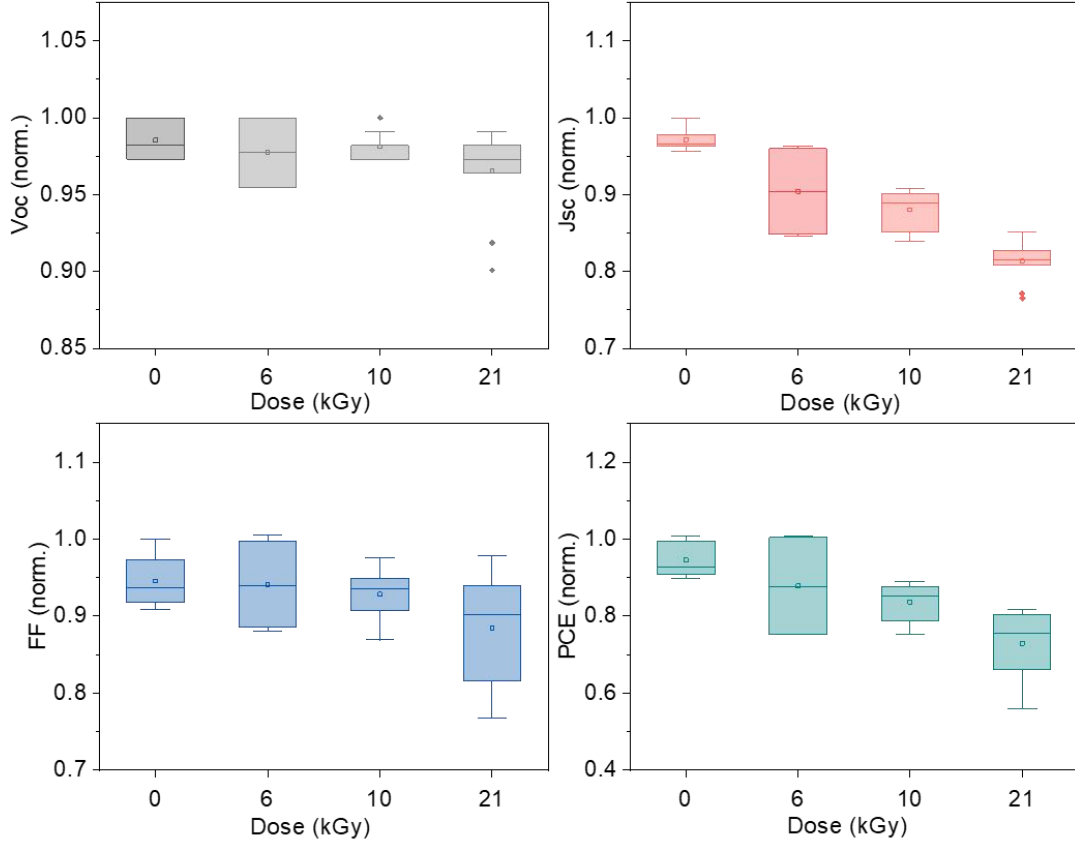 Voc (norm.)
1.05
1.00
0.95
0.90
0.85
0 6 10 21
Dose (kGy)
Jsc (norm.)
1.1
1.0
0.9
0.8
0.7
0 6 10 21
Dose (kGy)
FF (norm.)
1.1
1.0
0.9
0.8
0.7
0 6 10 21
Dose (kGy)
PCE (norm.)
1.2
1.0
0.8
0.6
0.4
0 6 10 21
Dose (kGy)